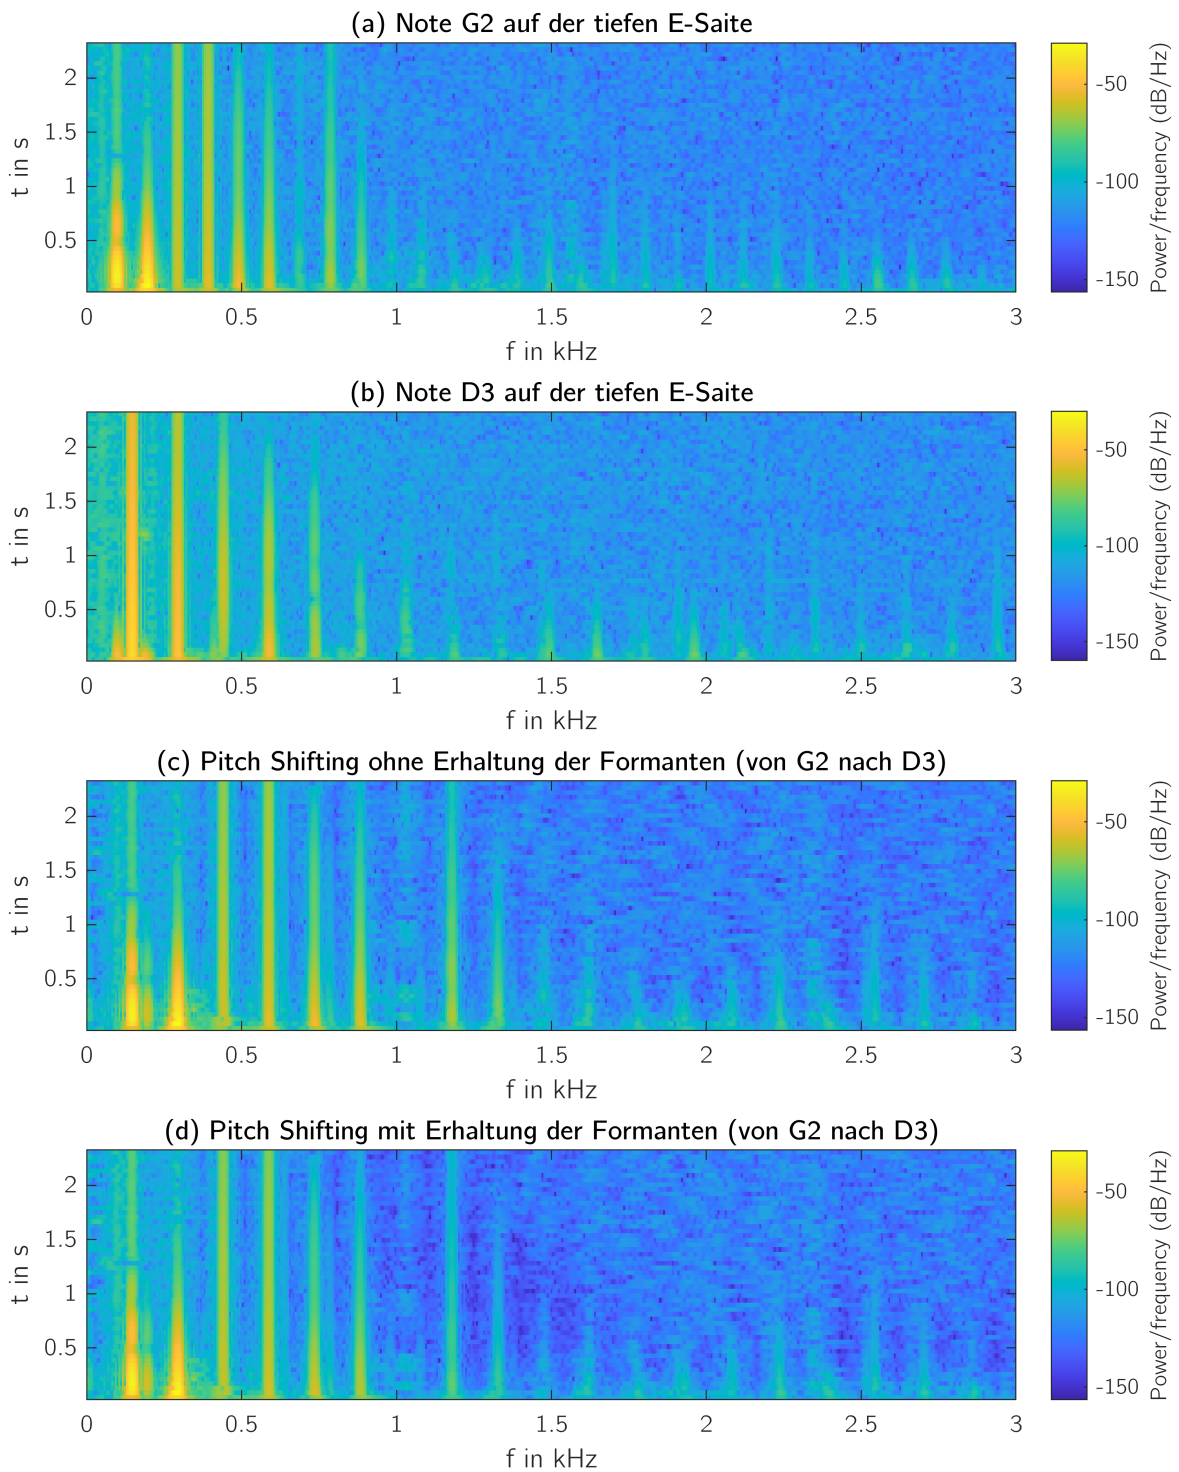 (a) Note G2 auf der tiefen E-Saite
2
1.5
1
0.5
t in s
0 0.5 1 1.5 2 2.5 3
f in kHz
-50
-100
-150
Power/frequency (dB/Hz)
(b) Note D3 auf der tiefen E-Saite
2
1.5
1
0.5
t in s
0 0.5 1 1.5 2 2.5 3
f in kHz
-50
-100
-150
Power/frequency (dB/Hz)
(c) Pitch Shifting ohne Erhaltung der Formanten (von G2 nach D3)
2
1.5
1
0.5
t in s
0 0.5 1 1.5 2 2.5 3
f in kHz
-50
-100
-150
Power/frequency (dB/Hz)
(d) Pitch Shifting mit Erhaltung der Formanten (von G2 nach D3)
2
1.5
1
0.5
t in s
0 0.5 1 1.5 2 2.5 3
f in kHz
-50
-100
-150
Power/frequency (dB/Hz)